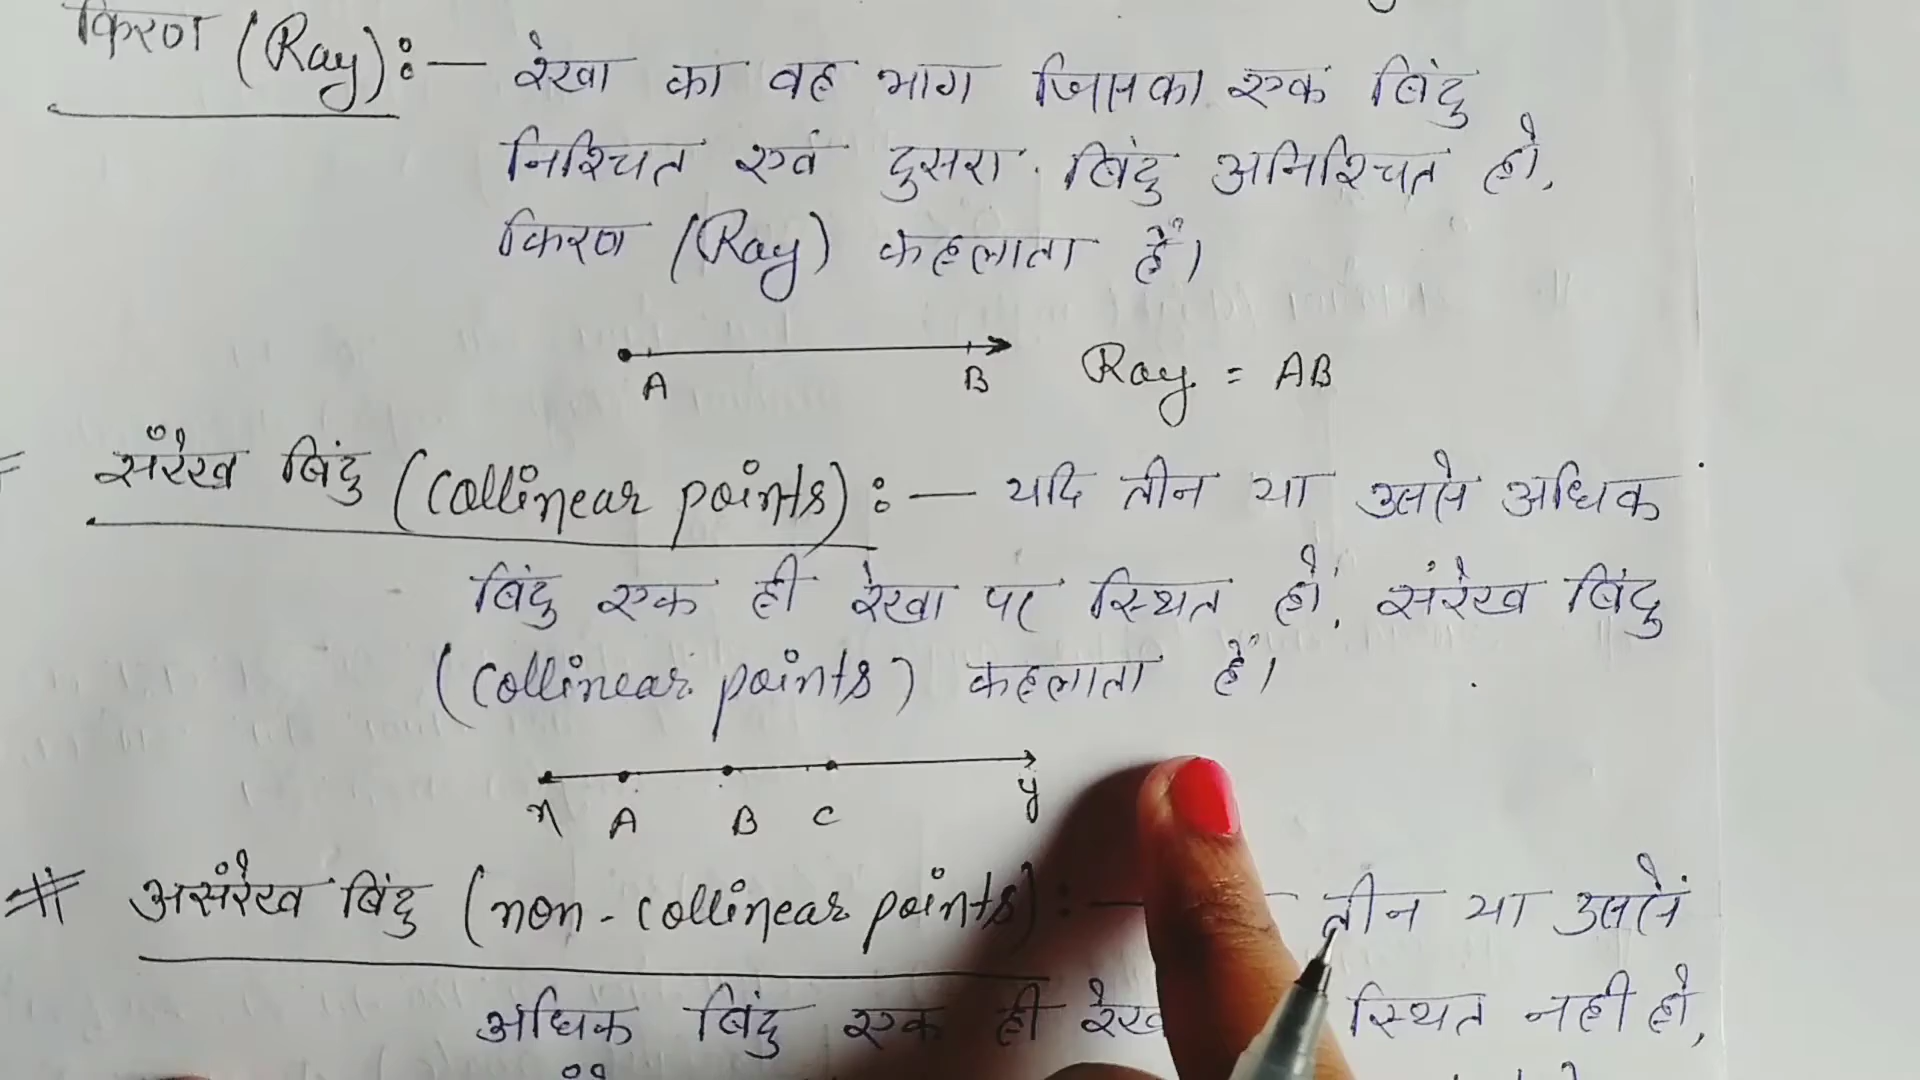 किरण (Ray):— रेखा का वह भाग जिसका एक बिंदु
निश्चित एवं दुसरा बिंदु अनिश्चित हो,
किरण (Ray) कहलाता है।
A B Ray = AB
संरेख बिंदु (Collinear points):— यदि तीन या उससे अधिक
बिंदु एक ही रेखा पर स्थित हो, संरेख बिंदु
(Collinear points) कहलाता है।
x A B C y
# असंरेख बिंदु (non-collinear points):— तीन या उससें
अधिक बिंदु एक ही स्थित नही हो,